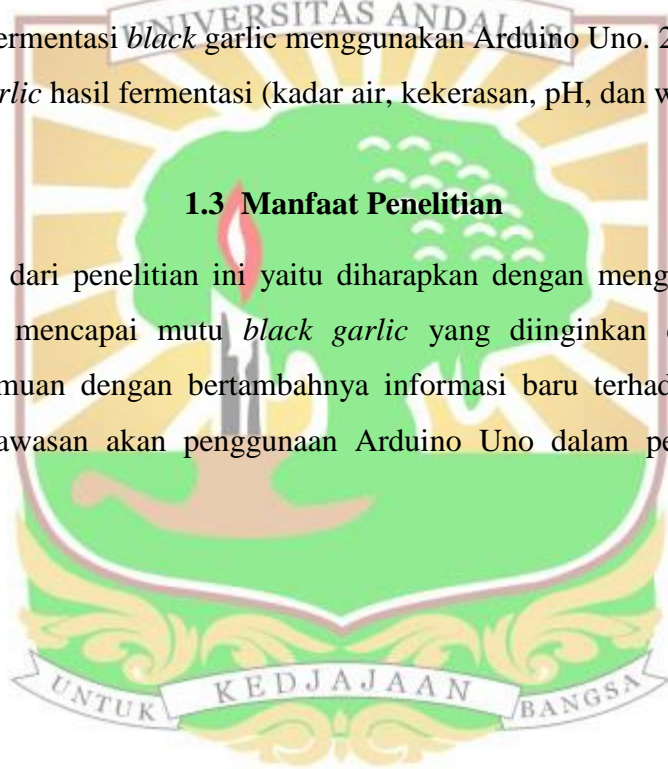 UNIVERSITAS ANDALAS
ermentasi black garlic menggunakan Arduino Uno. 2
rlic hasil fermentasi (kadar air, kekerasan, pH, dan w
1.3 Manfaat Penelitian
dari penelitian ini yaitu diharapkan dengan meng
mencapai mutu black garlic yang diinginkan
muan dengan bertambahnya informasi baru terhad
awasan akan penggunaan Arduino Uno dalam pe
UNTUK KEDJAJAAN BANGSA